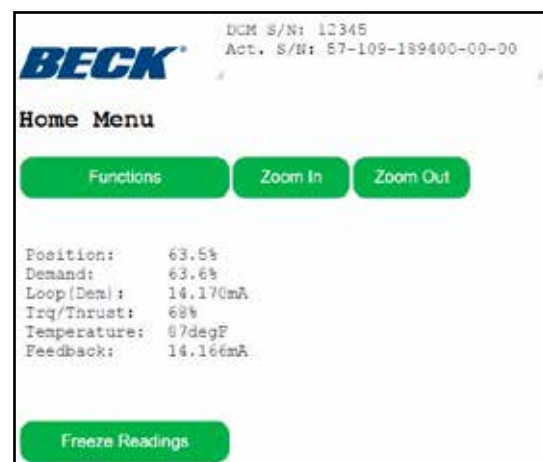 DCM S/N: 12345
BECK® Act. S/N: 57-109-189400-00-00
Home Menu
Functions Zoom In Zoom Out
Position: 63.5%
Demand: 63.6%
Loop(Dem): 14.170mA
Trq/Thrust: 68%
Temperature: 87degF
Feedback: 14.166mA
Freeze Readings